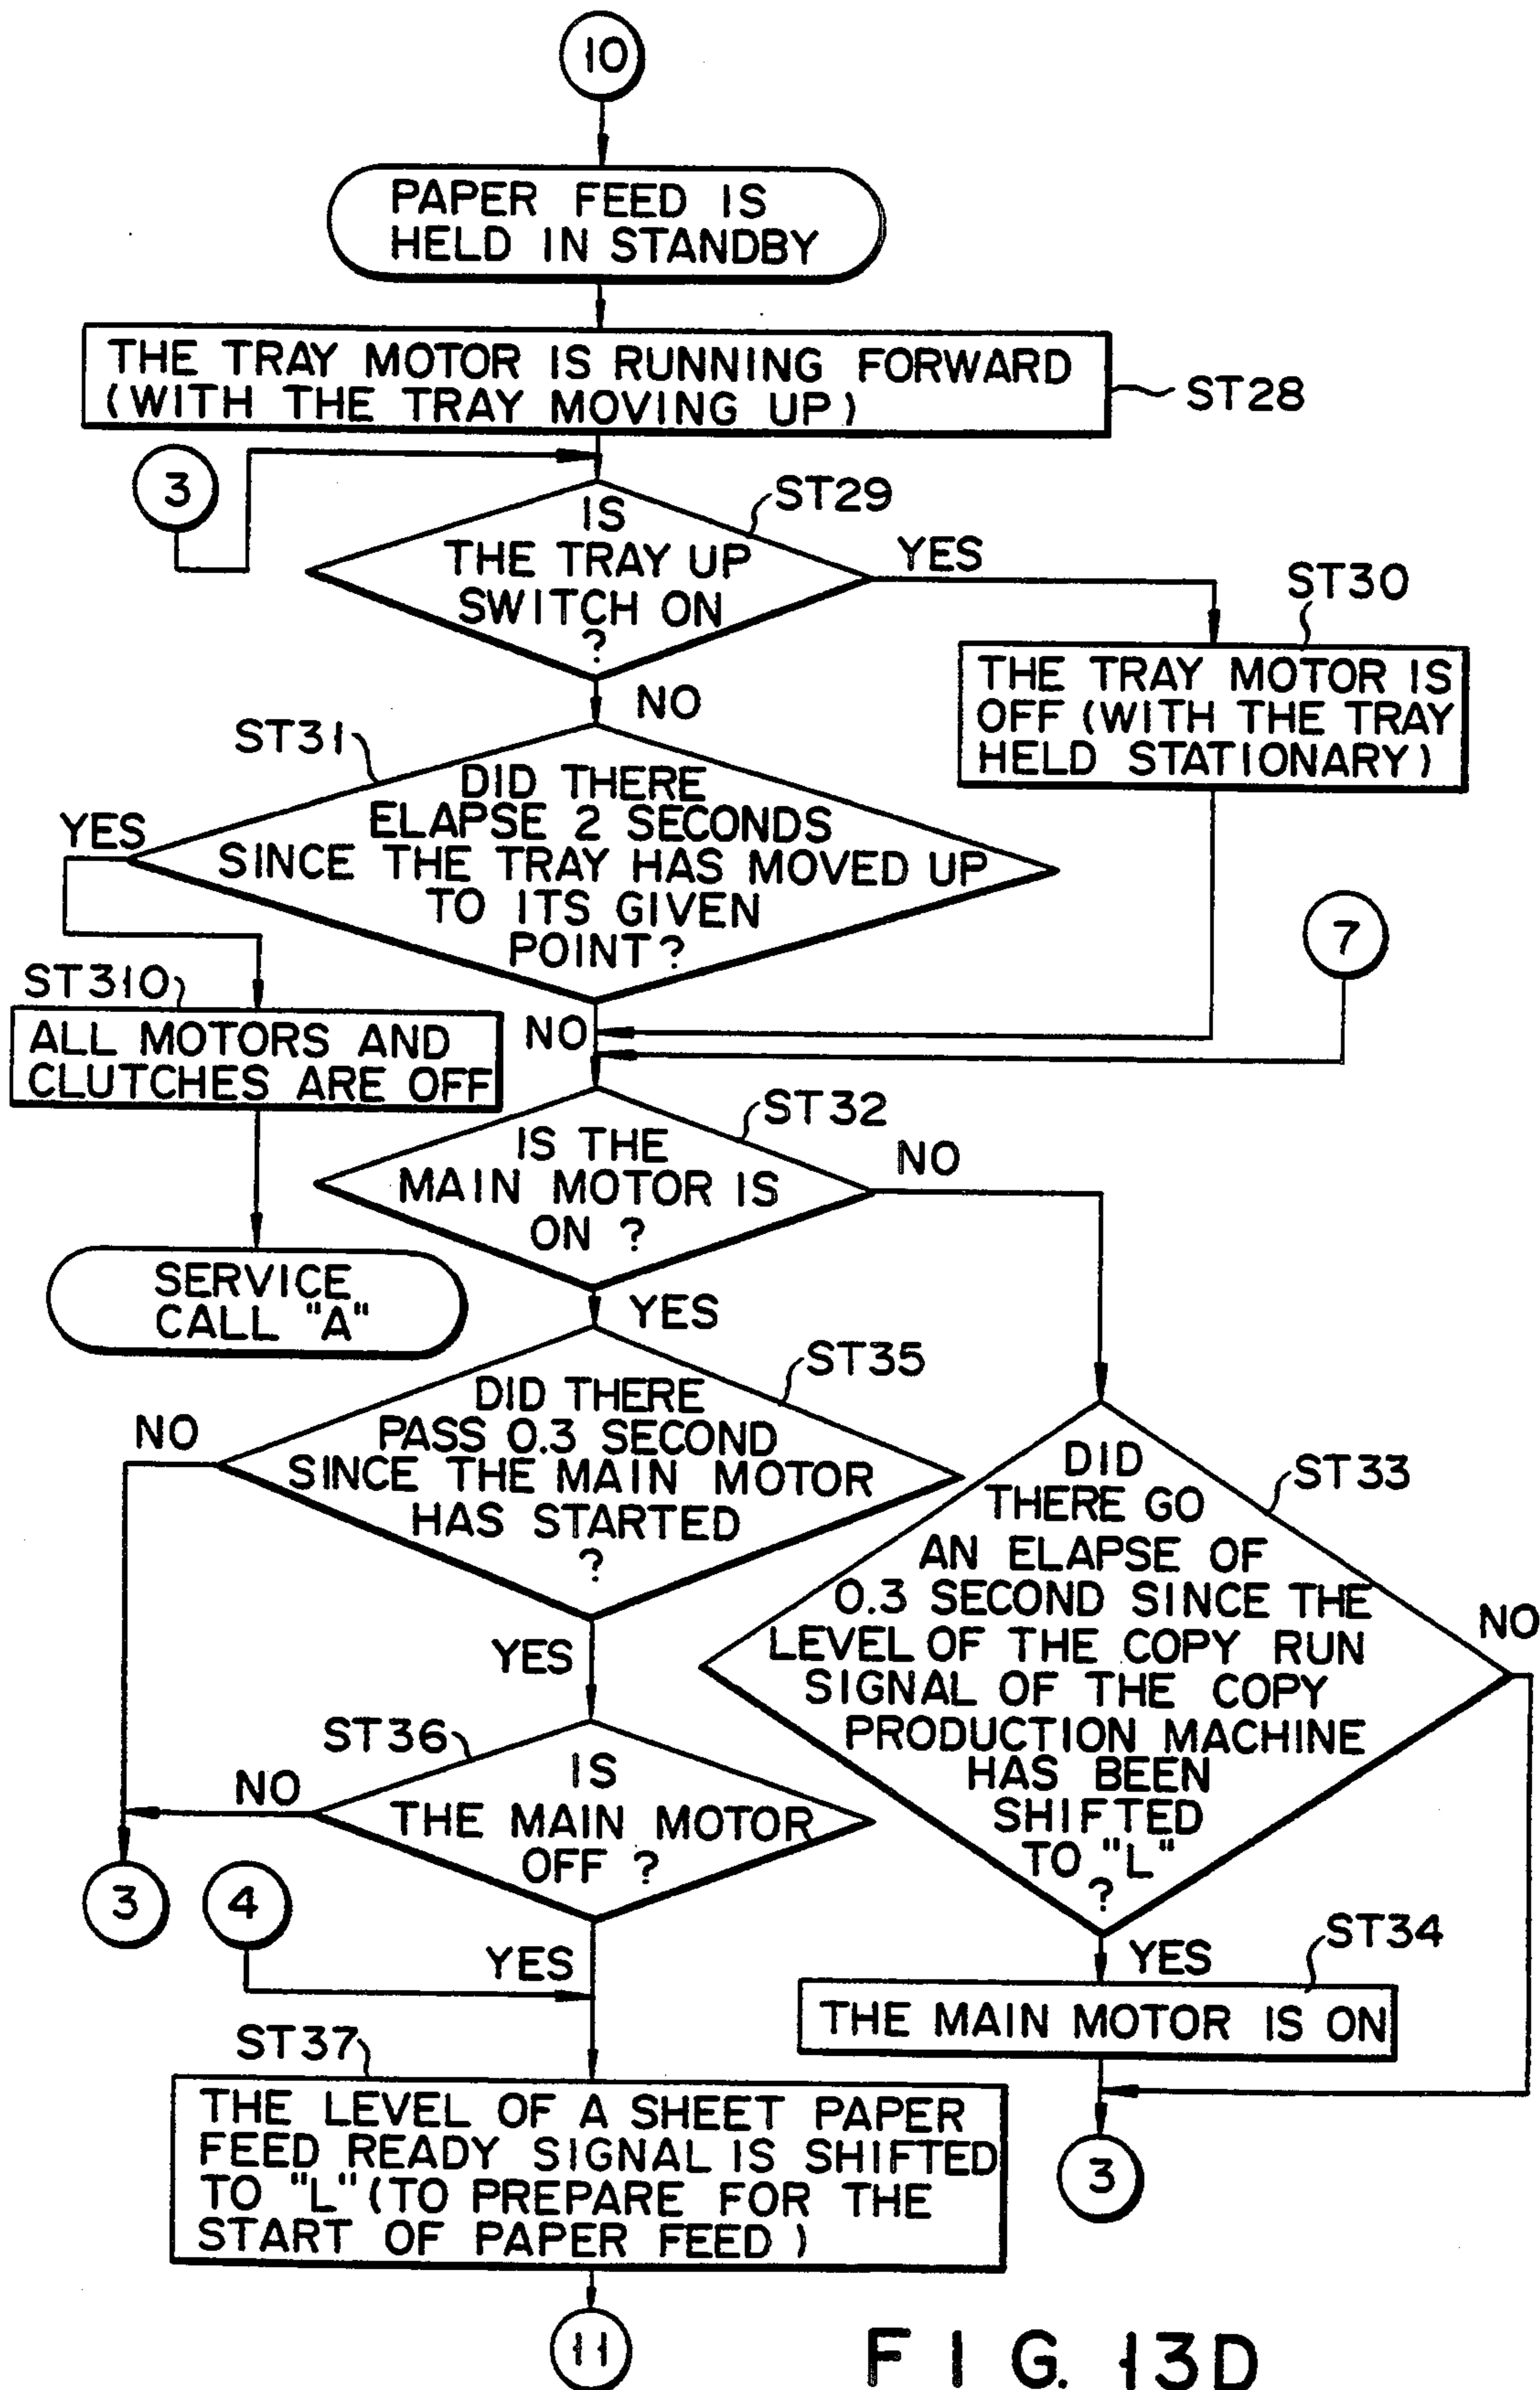 10
PAPER FEED IS
HELD IN STANDBY
THE TRAY MOTOR IS RUNNING FORWARD
(WITH THE TRAY MOVING UP)
ST28
3
IS
THE TRAY UP
SWITCH ON
?
ST29
YES
ST30
THE TRAY MOTOR IS
OFF (WITH THE TRAY
HELD STATIONARY)
NO
ST31
DID THERE
ELAPSE 2 SECONDS
SINCE THE TRAY HAS MOVED UP
TO ITS GIVEN
POINT?
YES
7
ST310
ALL MOTORS AND
CLUTCHES ARE OFF
NO
SERVICE
CALL "A"
ST32
IS THE
MAIN MOTOR IS
ON ?
NO
YES
ST35
DID THERE
PASS 0.3 SECOND
SINCE THE MAIN MOTOR
HAS STARTED
?
NO
ST33
DID
THERE GO
AN ELAPSE OF
0.3 SECOND SINCE THE
LEVEL OF THE COPY RUN
SIGNAL OF THE COPY
PRODUCTION MACHINE
HAS BEEN
SHIFTED
TO "L"
?
NO
YES
ST36
IS
THE MAIN MOTOR
OFF ?
NO
3
4
YES
YES
ST34
THE MAIN MOTOR IS ON
3
ST37
THE LEVEL OF A SHEET PAPER
FEED READY SIGNAL IS SHIFTED
TO "L" (TO PREPARE FOR THE
START OF PAPER FEED)
11
FIG. 13D